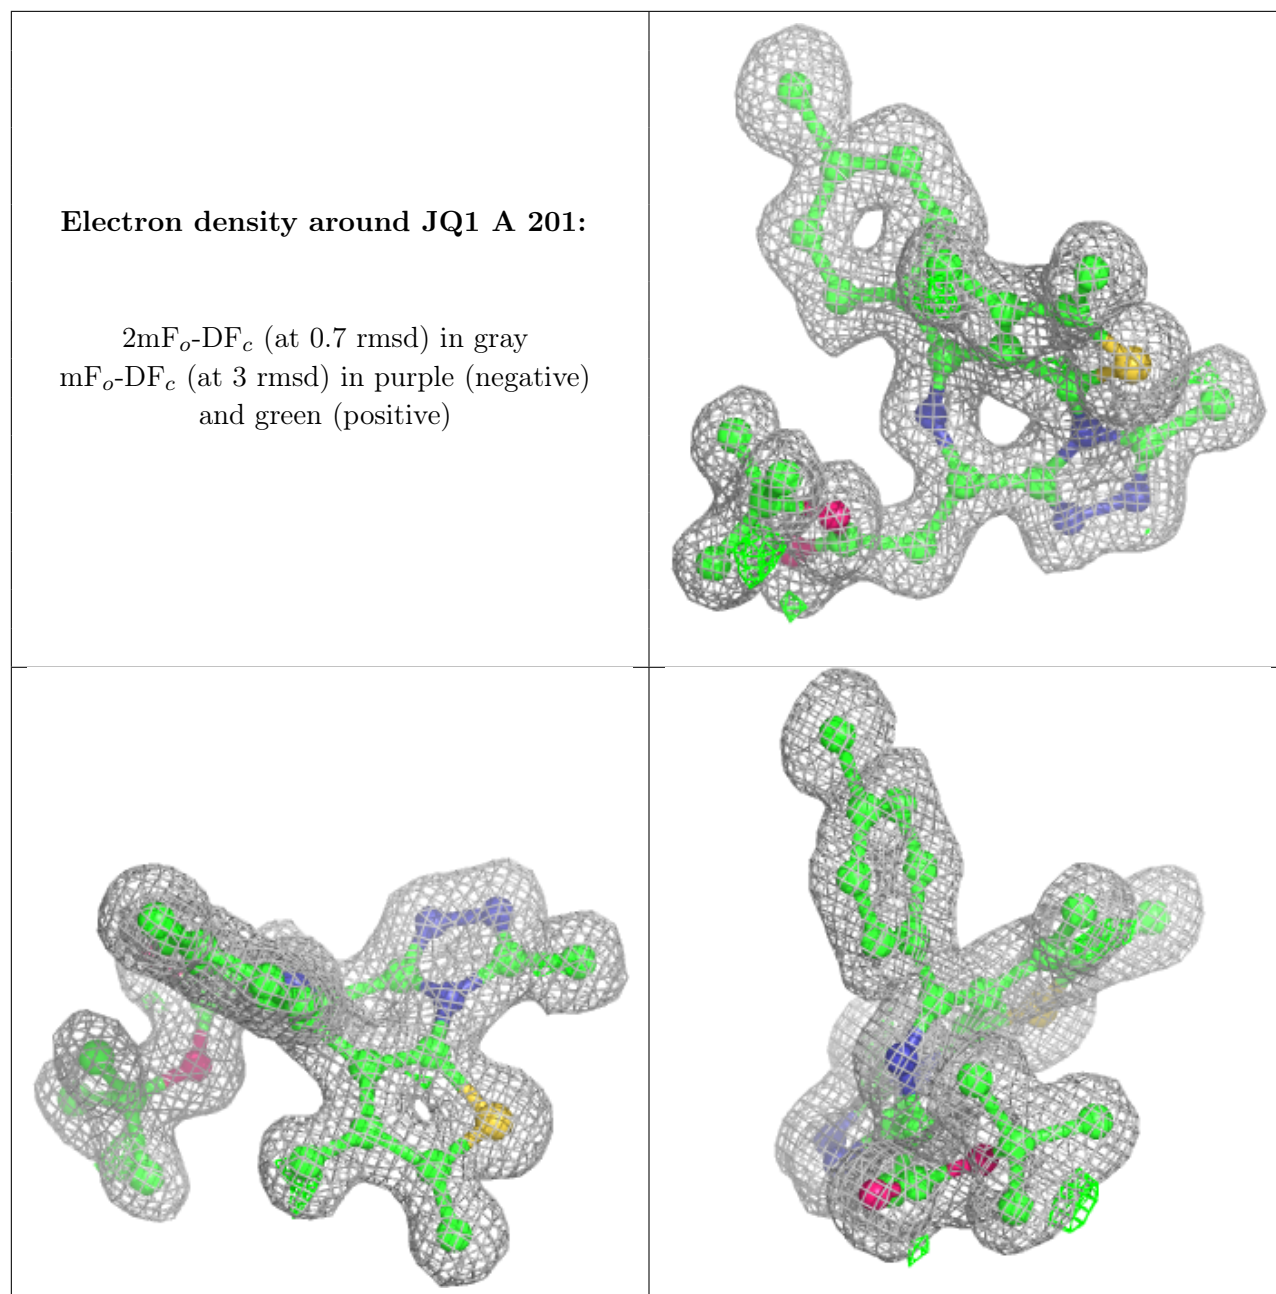 Electron density around JQ1 A 201:
2mFₒ-DF𝒸 (at 0.7 rmsd) in gray
mFₒ-DF𝒸 (at 3 rmsd) in purple (negative)
and green (positive)